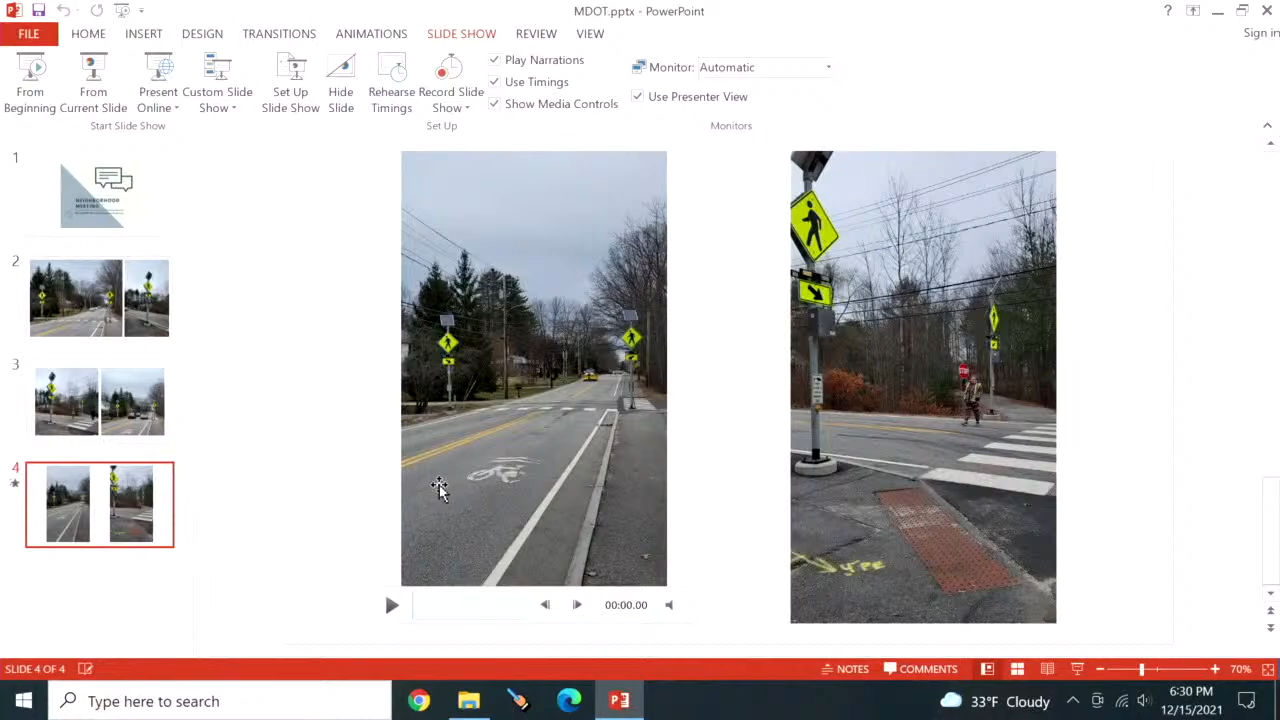 MDOT.pptx - PowerPoint
?
Sign in
FILE HOME INSERT DESIGN TRANSITIONS ANIMATIONS SLIDE SHOW REVIEW VIEW
From Beginning
From Current Slide
Present Online
Custom Slide Show
Set Up Slide Show
Hide Slide
Rehearse Timings
Record Slide Show
Play Narrations
Use Timings
Show Media Controls
Monitor: Automatic
Use Presenter View
Start Slide Show
Set Up
Monitors
1
NEIGHBORHOOD
MEETING
2
3
4
STOP
00:00.00
SLIDE 4 OF 4
NOTES
COMMENTS
70%
Type here to search
33°F Cloudy
6:30 PM
12/15/2021